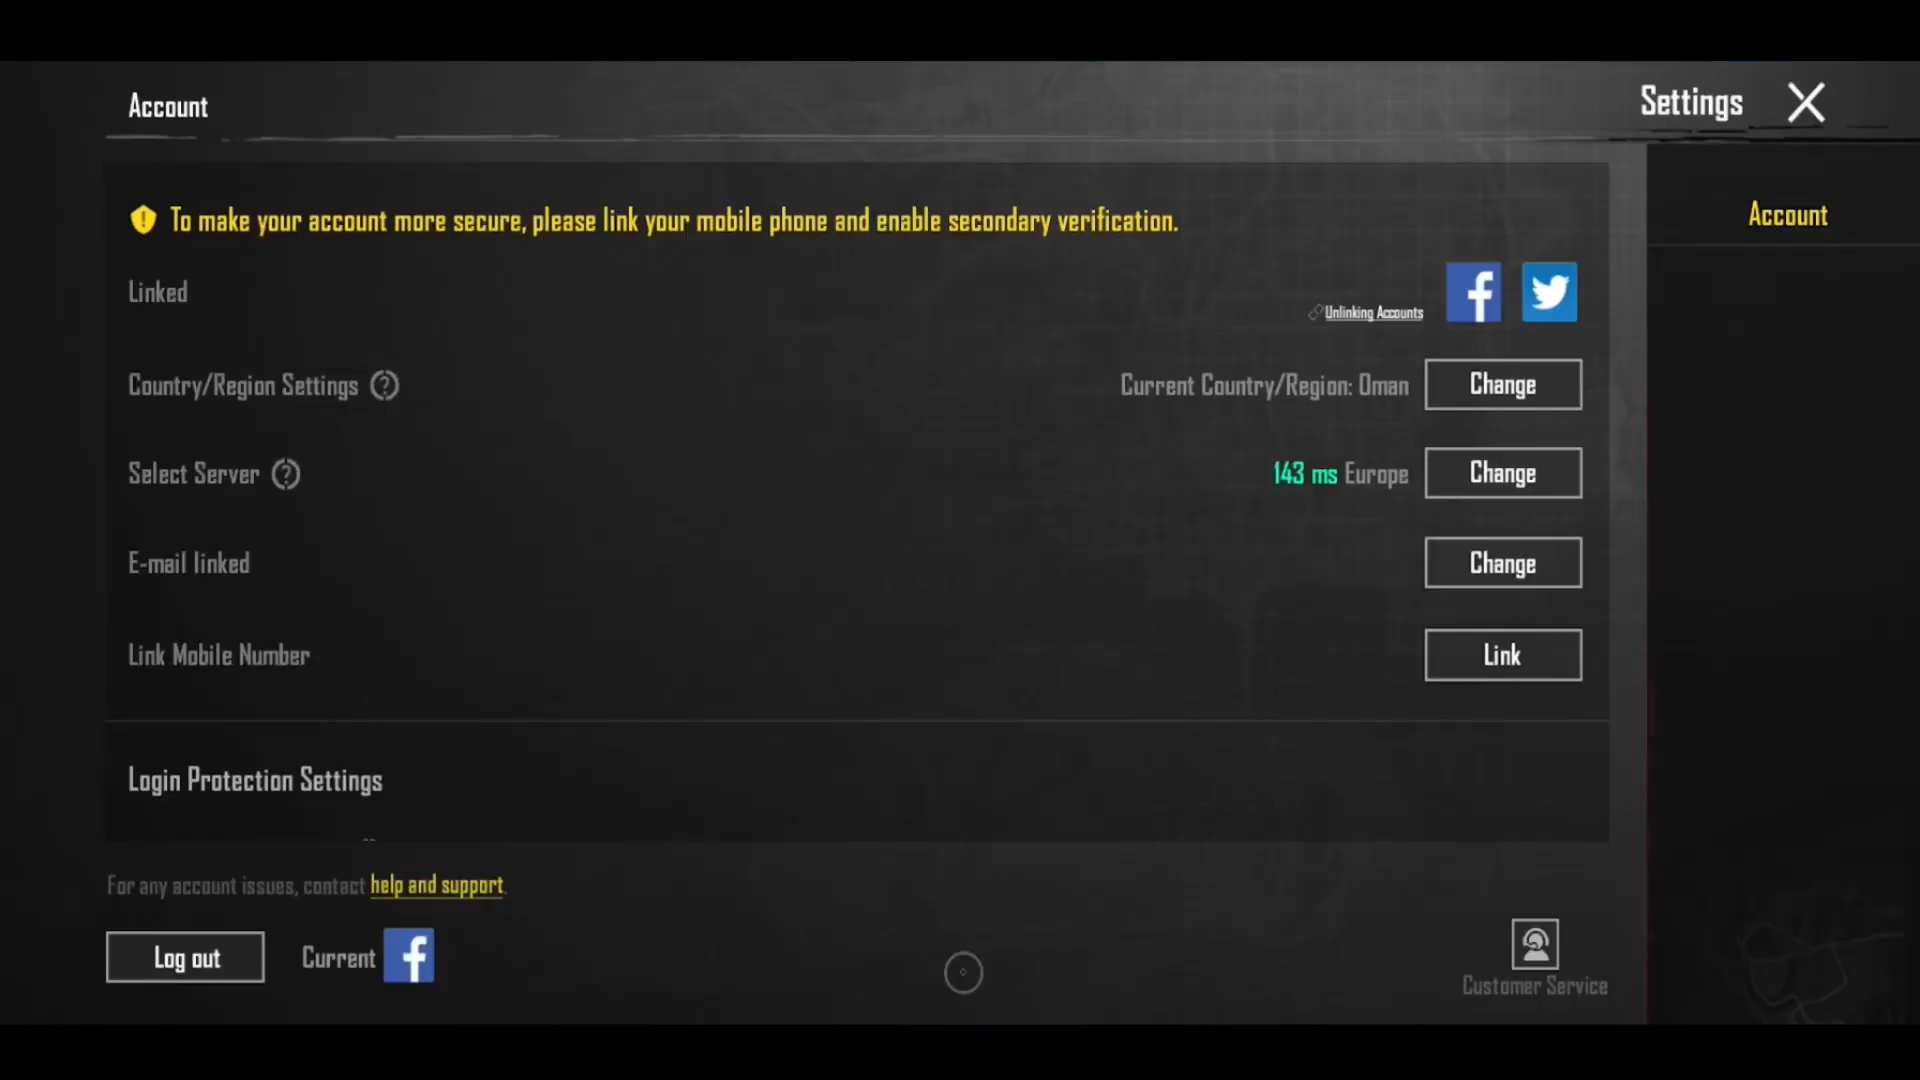 Account
Settings
To make your account more secure, please link your mobile phone and enable secondary verification.
Account
Linked
Unlinking Accounts
Country/Region Settings
Current Country/Region: Oman
Change
Select Server
143 ms Europe
Change
E-mail linked
Change
Link Mobile Number
Link
Login Protection Settings
For any account issues, contact help and support.
Log out
Current
Customer Service